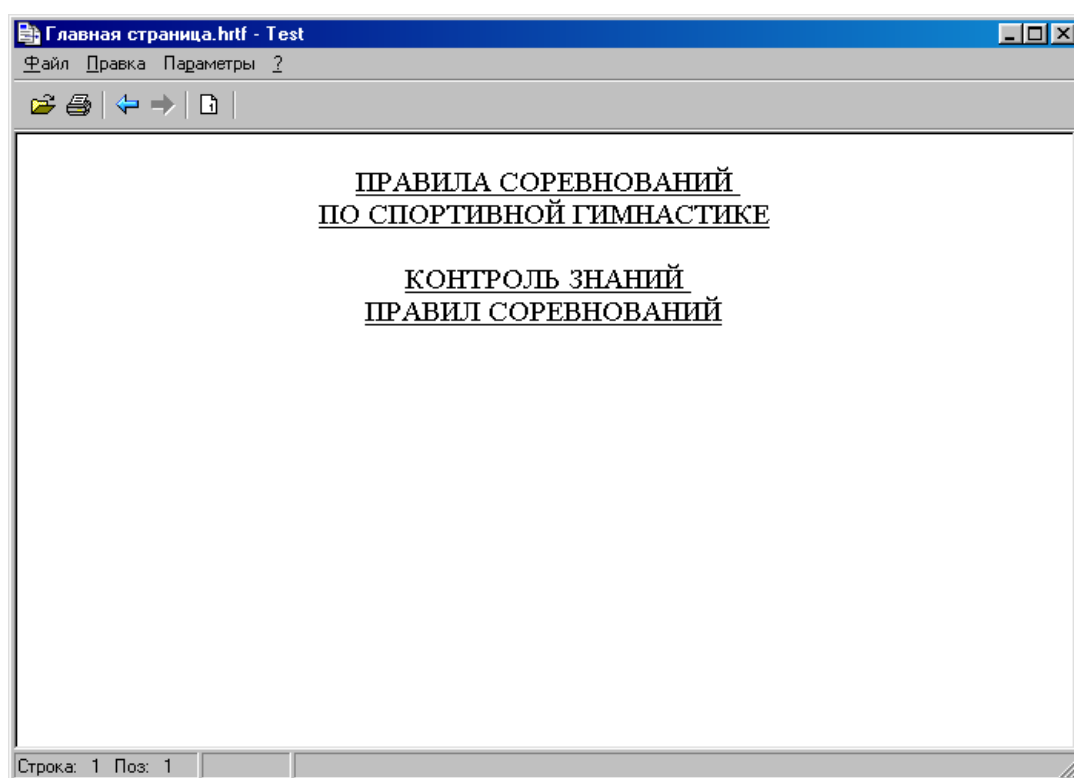 Главная страница.hrtf - Test
Файл Правка Параметры ?
1
ПРАВИЛА СОРЕВНОВАНИЙ
ПО СПОРТИВНОЙ ГИМНАСТИКЕ
КОНТРОЛЬ ЗНАНИЙ
ПРАВИЛ СОРЕВНОВАНИЙ
Строка: 1 Поз: 1